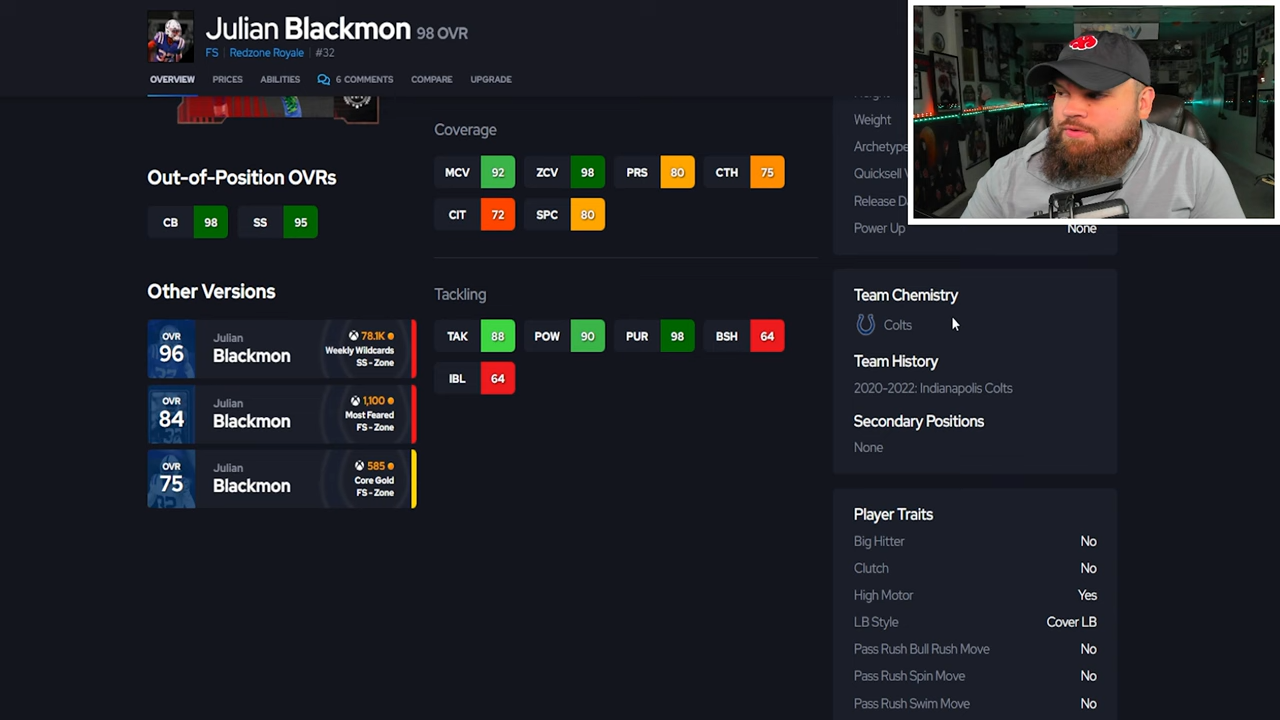 Julian Blackmon 98 OVR
FS Redzone Royale #32
OVERVIEW PRICES ABILITIES 6 COMMENTS COMPARE UPGRADE
Out-of-Position OVRs
CB 98 SS 95
Other Versions
OVR 96 Julian Blackmon 78.1K Weekly Wildcards SS - Zone
OVR 84 Julian Blackmon 1,100 Most Feared FS - Zone
OVR 75 Julian Blackmon 585 Core Gold FS - Zone
Coverage
MCV 92 ZCV 98 PRS 80 CTH 75
CIT 72 SPC 80
Tackling
TAK 88 POW 90 PUR 98 BSH 64
IBL 64
Weight
Archetype
Quicksell
Release
Power Up None
Team Chemistry
Colts
Team History
2020-2022: Indianapolis Colts
Secondary Positions
None
Player Traits
Big Hitter No
Clutch No
High Motor Yes
LB Style Cover LB
Pass Rush Bull Rush Move No
Pass Rush Spin Move No
Pass Rush Swim Move No